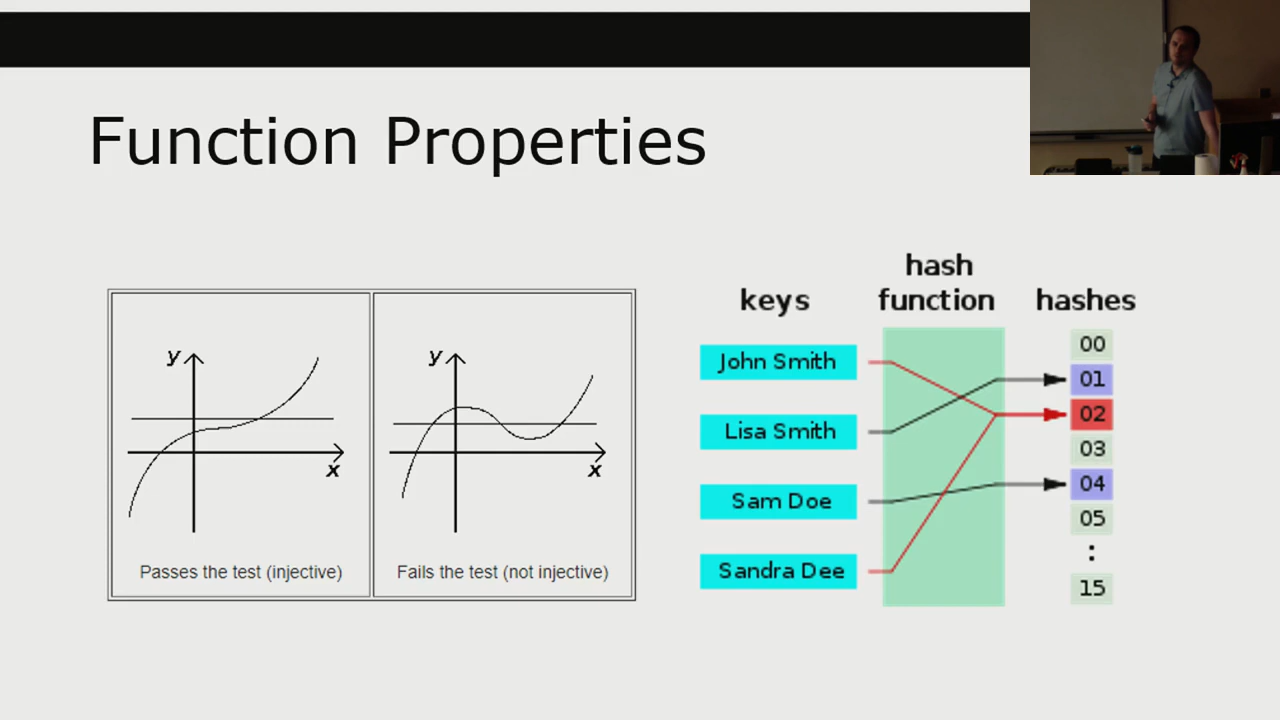 Function Properties
y
x
Passes the test (injective)
y
x
Fails the test (not injective)
keys
hash
function
hashes
John Smith
Lisa Smith
Sam Doe
Sandra Dee
00
01
02
03
04
05
:
15